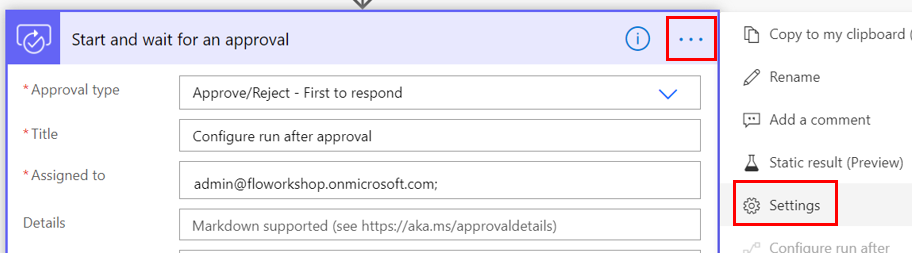 Start and wait for an approval
* Approval type
Approve/Reject - First to respond
* Title
Configure run after approval
* Assigned to
admin@floworkshop.onmicrosoft.com;
Details
Markdown supported (see https://aka.ms/approvaldetails)
Copy to my clipboard (
Rename
Add a comment
Static result (Preview)
Settings
Configure run after